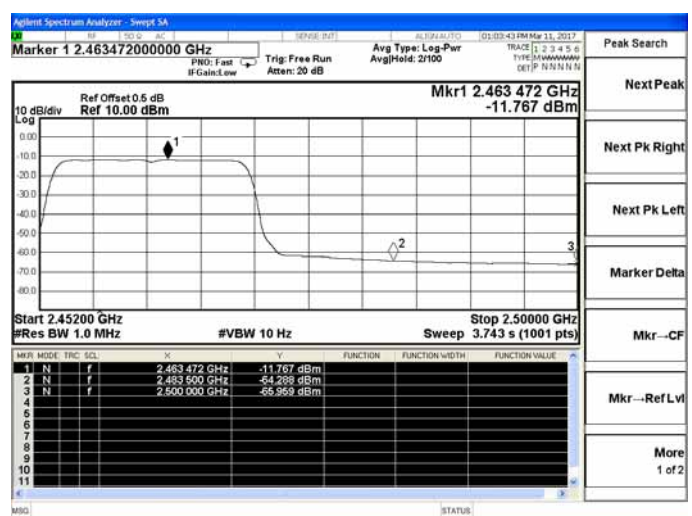 Agilent Spectrum Analyzer - Swept SA
RF 50 Ω AC SENSE:INT ALIGN AUTO 01:03:43 PM Mar 11, 2017
Marker 1 2.463472000000 GHz
PNO: Fast
IFGain:Low
Trig: Free Run
Atten: 20 dB
Avg Type: Log-Pwr
Avg|Hold: 2/100
TRACE 1 2 3 4 5 6
TYPE MWWWWW
DET P NNNNN
Ref Offset 0.5 dB
10 dB/div Ref 10.00 dBm
Log
Mkr1 2.463 472 GHz
-11.767 dBm
0.00
-10.0
-20.0
-30.0
-40.0
-50.0
-60.0
-70.0
-80.0
1
2
3
Start 2.45200 GHz Stop 2.50000 GHz
#Res BW 1.0 MHz #VBW 10 Hz Sweep 3.743 s (1001 pts)
MKR MODE TRC SCL X Y FUNCTION FUNCTION WIDTH FUNCTION VALUE
1 N f 2.463 472 GHz -11.767 dBm
2 N f 2.483 500 GHz -64.288 dBm
3 N f 2.500 000 GHz -65.959 dBm
4
5
6
7
8
9
10
11
MSG STATUS
Peak Search
Next Peak
Next Pk Right
Next Pk Left
Marker Delta
Mkr→CF
Mkr→Ref Lvl
More
1 of 2